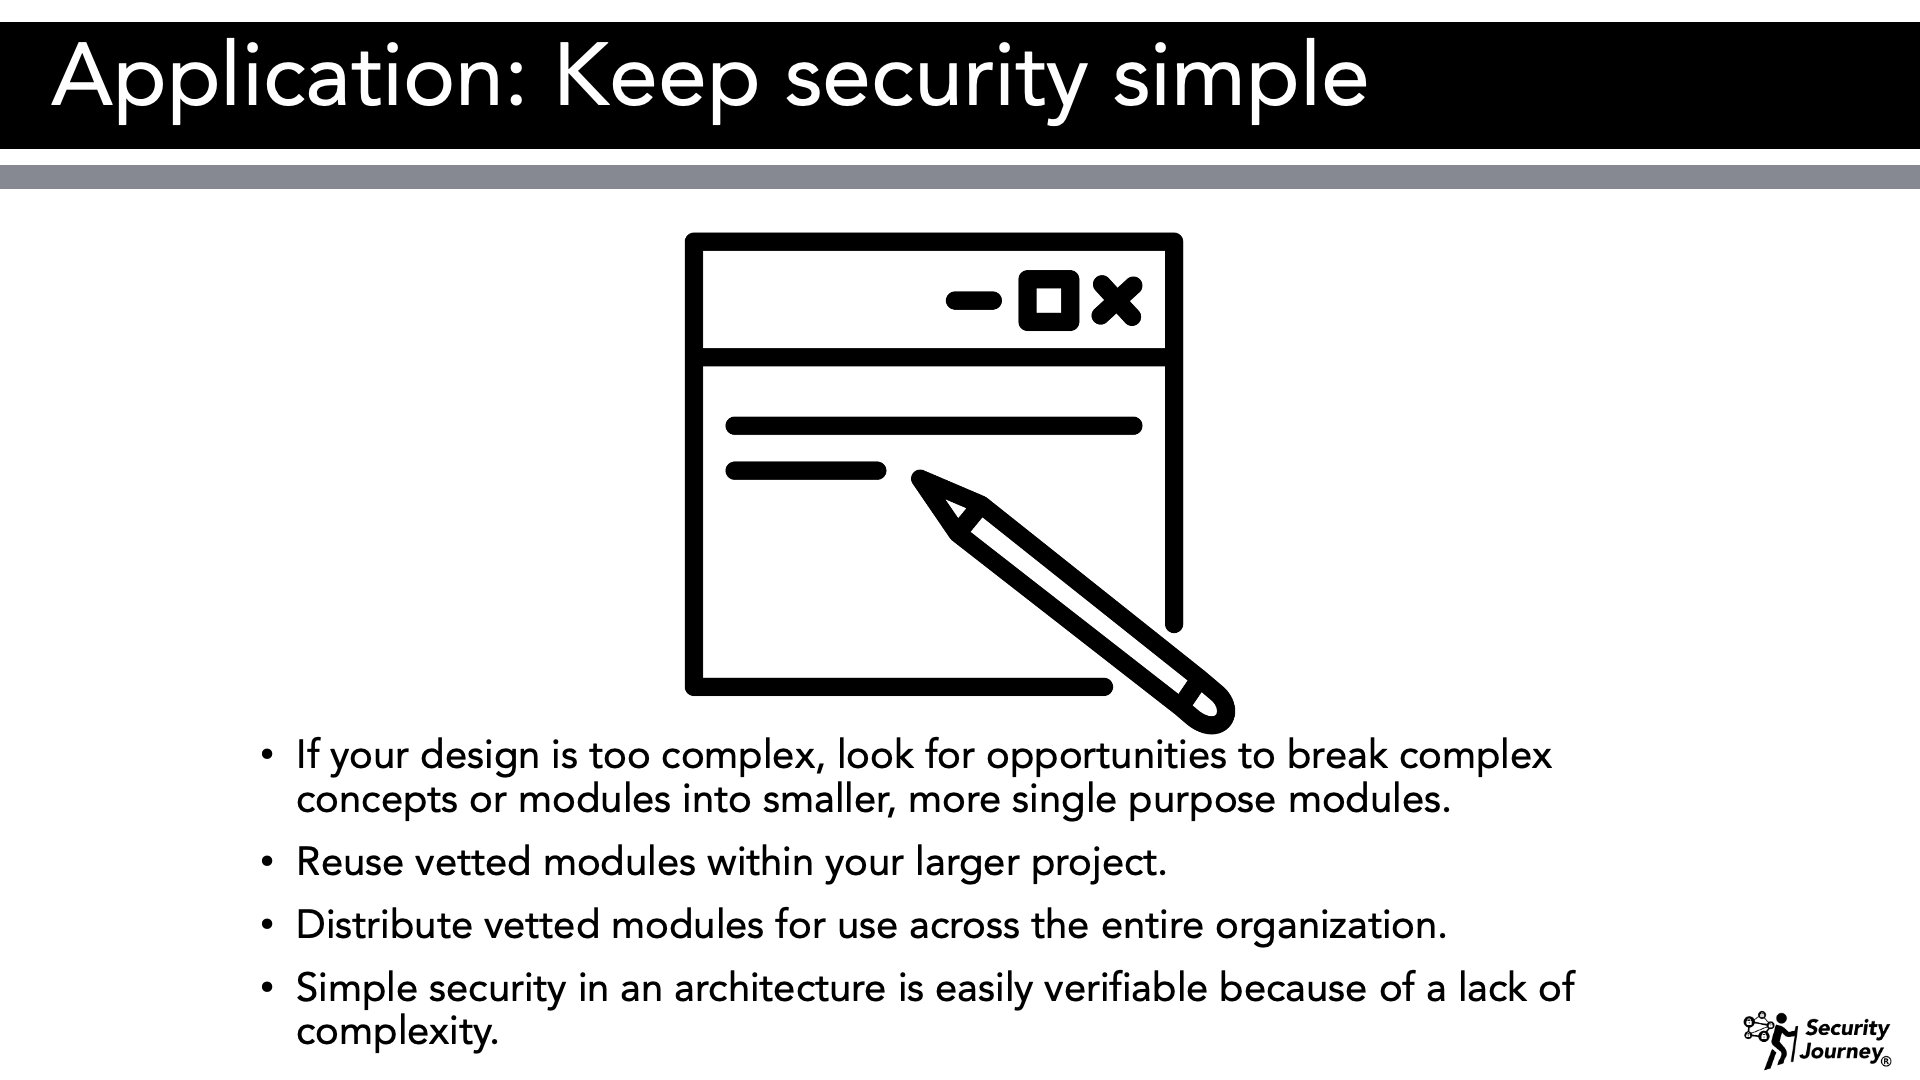 Application: Keep security simple
• If your design is too complex, look for opportunities to break complex
concepts or modules into smaller, more single purpose modules.
• Reuse vetted modules within your larger project.
• Distribute vetted modules for use across the entire organization.
• Simple security in an architecture is easily verifiable because of a lack of
complexity.
Security
Journey®